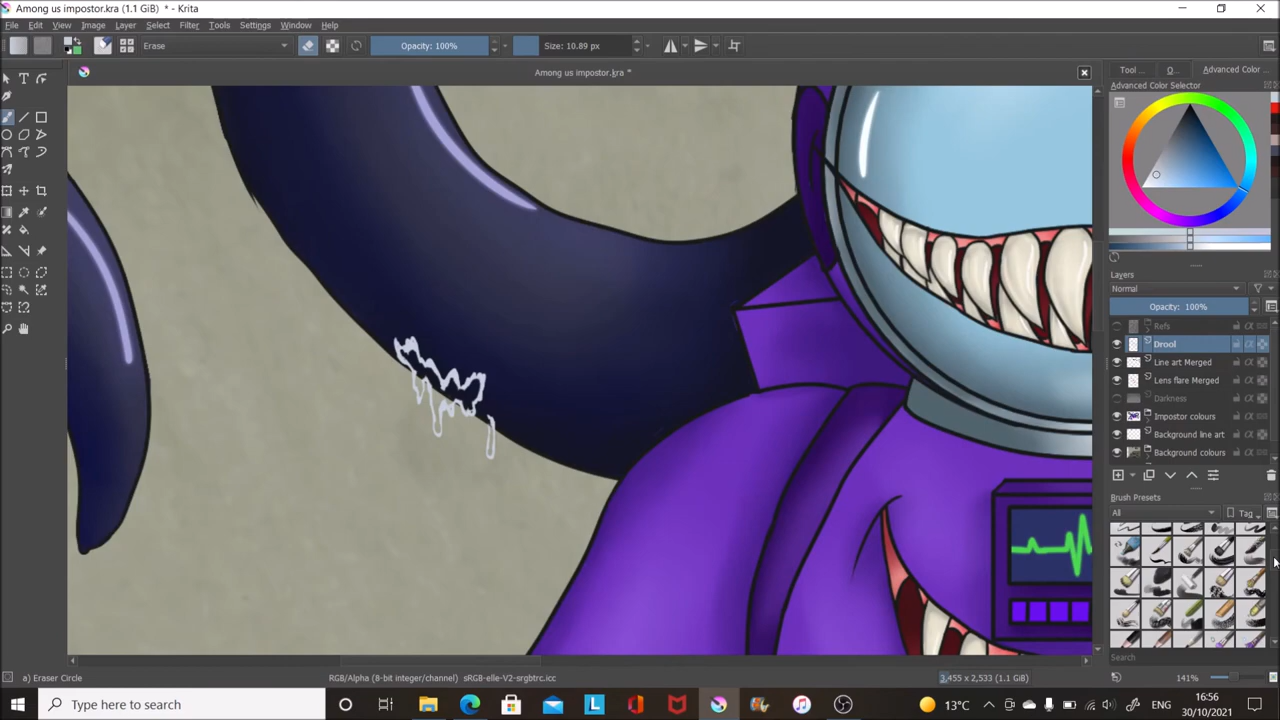 Among us impostor.kra (1.1 GiB) * - Krita
File Edit View Image Layer Select Filter Tools Settings Window Help
Erase Opacity: 100% Size: 10.89 px
Among us impostor.kra *
Tool ... O... Advanced Color ...
Advanced Color Selector
Layers
Normal
Opacity: 100%
Refs
Drool
Line art Merged
Lens flare Merged
Darkness
Impostor colours
Background line art
Background colours
Brush Presets
All Tag
Search
a) Eraser Circle RGB/Alpha (8-bit integer/channel) sRGB-elle-V2-srgbtrc.icc 3,455 x 2,533 (1.1 GiB) 141%
Type here to search 13°C ENG 16:56
30/10/2021